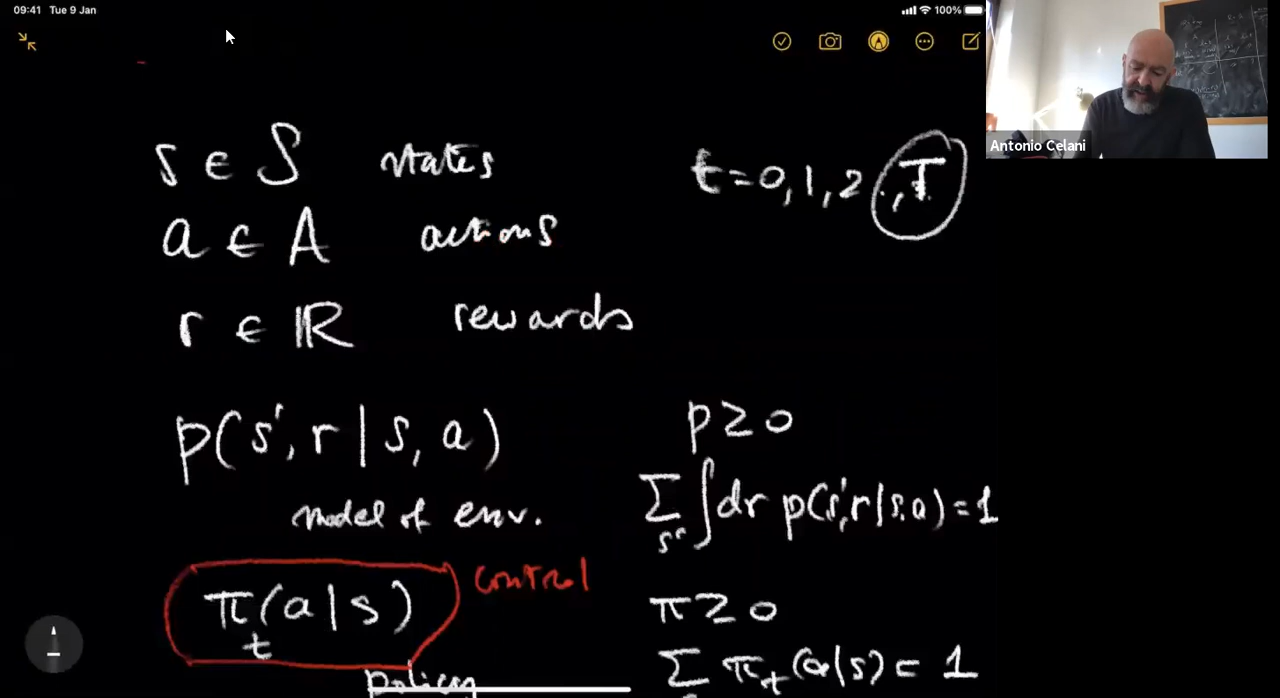 09:41 Tue 9 Jan
100%
Antonio Celani
s ∈ S states
t = 0, 1, 2 .., T
a ∈ A actions
r ∈ ℝ rewards
p(s', r | s, a)
p ≥ 0
model of env.
∑ ∫ dr p(s', r | s, a) = 1
s'
control
π_t(a | s)
π ≥ 0
∑ π_t(a | s) = 1
policy